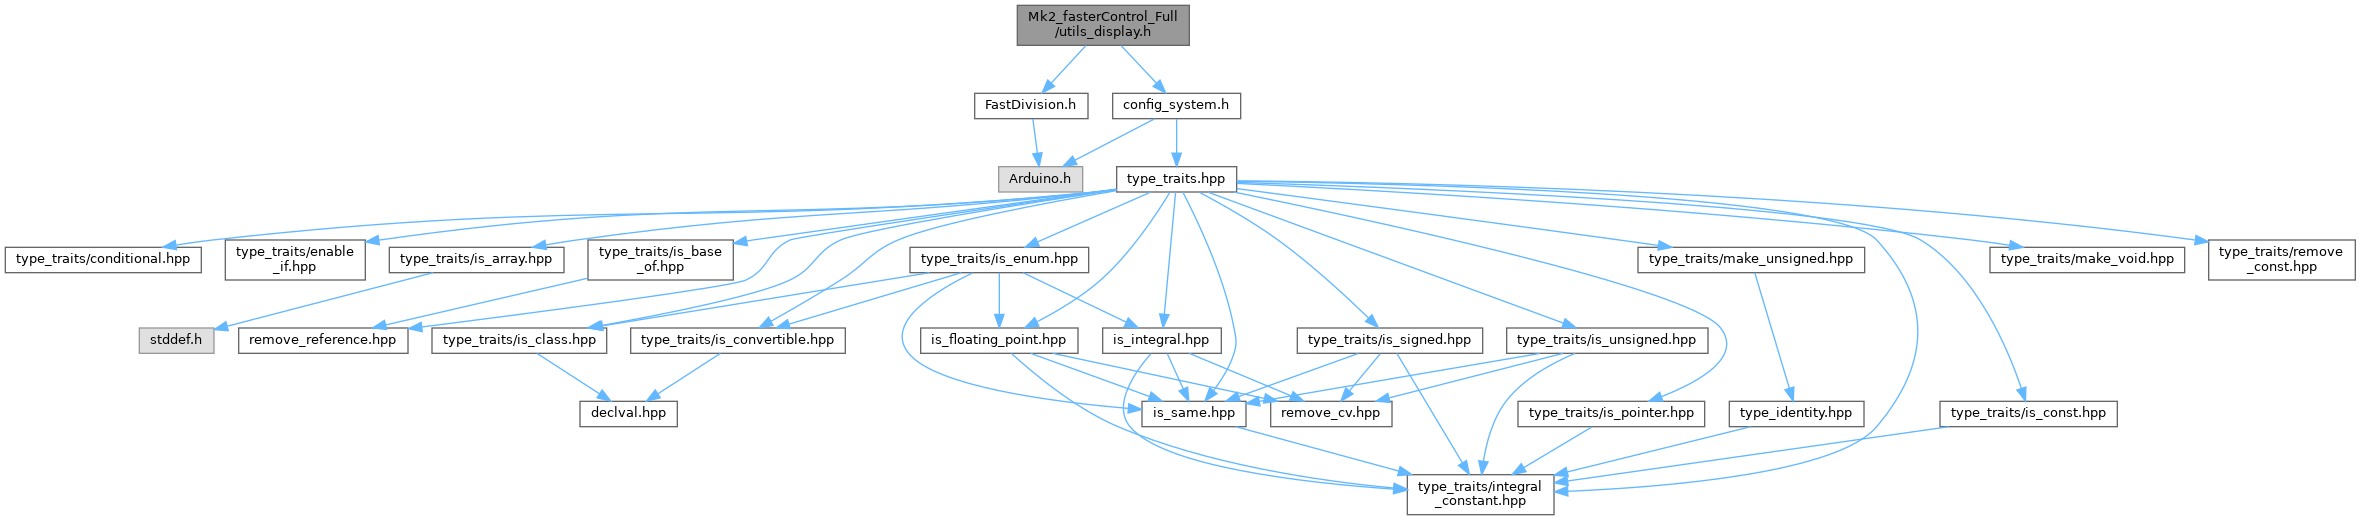 Mk2_fasterControl_Full
/utils_display.h
FastDivision.h
config_system.h
Arduino.h
type_traits.hpp
type_traits/conditional.hpp
type_traits/enable
_if.hpp
type_traits/is_array.hpp
type_traits/is_base
_of.hpp
type_traits/is_enum.hpp
type_traits/make_unsigned.hpp
type_traits/make_void.hpp
type_traits/remove
_const.hpp
stddef.h
remove_reference.hpp
type_traits/is_class.hpp
type_traits/is_convertible.hpp
is_floating_point.hpp
is_integral.hpp
type_traits/is_signed.hpp
type_traits/is_unsigned.hpp
declval.hpp
is_same.hpp
remove_cv.hpp
type_traits/is_pointer.hpp
type_identity.hpp
type_traits/is_const.hpp
type_traits/integral
_constant.hpp